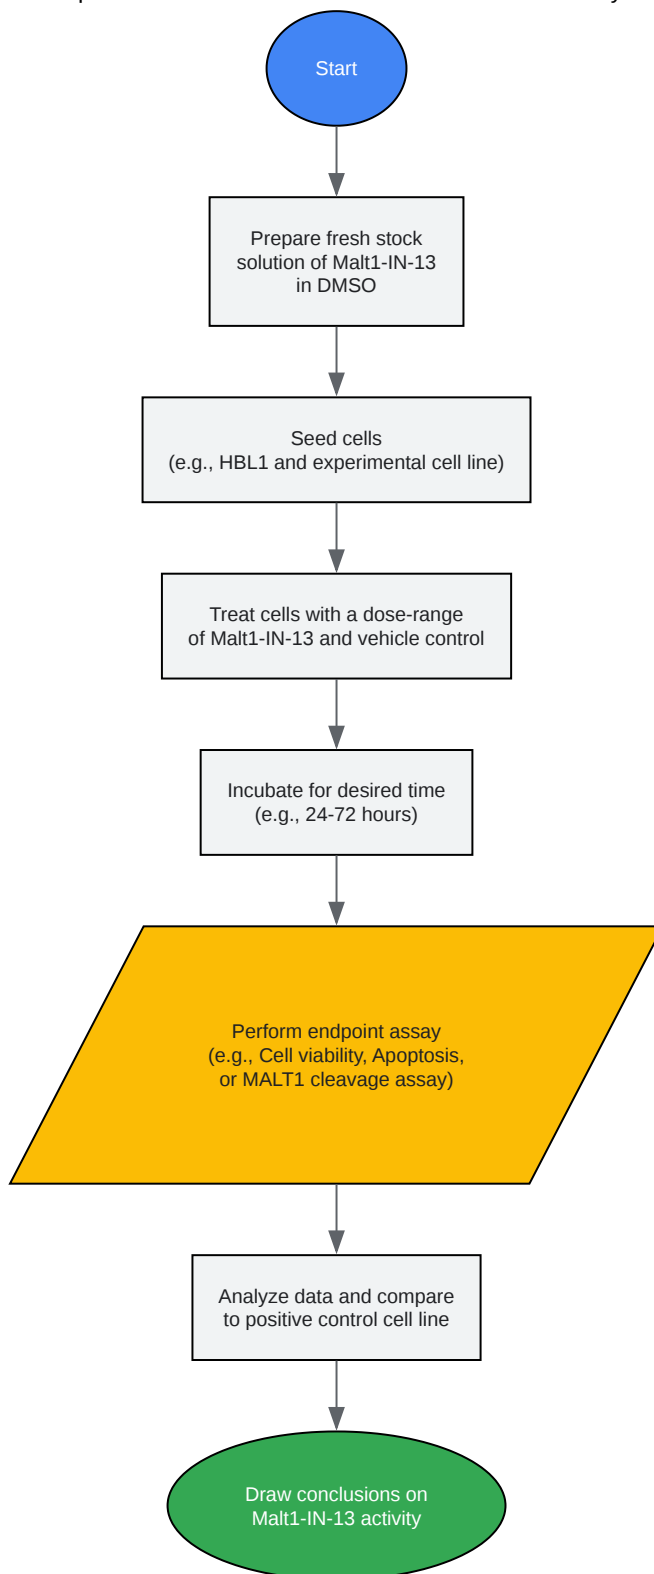 Start
Prepare fresh stock
solution of Malt1-IN-13
in DMSO
Seed cells
(e.g., HBL1 and experimental cell line)
Treat cells with a dose-range
of Malt1-IN-13 and vehicle control
Incubate for desired time
(e.g., 24-72 hours)
Perform endpoint assay
(e.g., Cell viability, Apoptosis,
or MALT1 cleavage assay)
Analyze data and compare
to positive control cell line
Draw conclusions on
Malt1-IN-13 activity